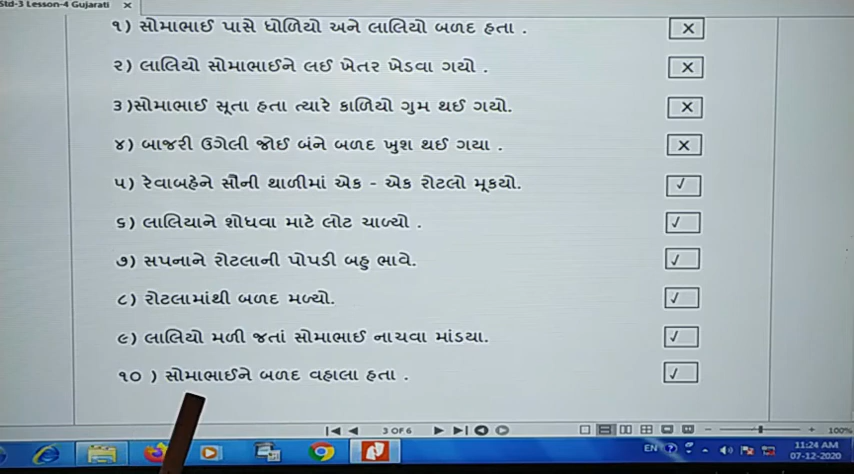 Std-3 Lesson-4 Gujarati ×
૧) સોમાભાઈ પાસે ધોળિયો અને લાલિયો બળદ હતા . ×
૨) લાલિયો સોમાભાઈને લઈ ખેતર ખેડવા ગયો . ×
૩)સોમાભાઈ સૂતા હતા ત્યારે કાળિયો ગુમ થઈ ગયો. ×
૪) બાજરી ઉગેલી જોઈ બંને બળદ ખુશ થઈ ગયા . ×
૫) રેવાબહેને સૌની થાળીમાં એક - એક રોટલો મૂકયો. ✓
૬) લાલિયાને શોધવા માટે લોટ ચાળ્યો . ✓
૭) સપનાને રોટલાની પોપડી બહુ ભાવે. ✓
૮) રોટલામાંથી બળદ મળ્યો. ✓
૯) લાલિયો મળી જતાં સોમાભાઈ નાચવા માંડયા. ✓
૧૦ ) સોમાભાઈને બળદ વહાલા હતા . ✓
3 OF 6 100%
EN 11:24 AM
07-12-2020